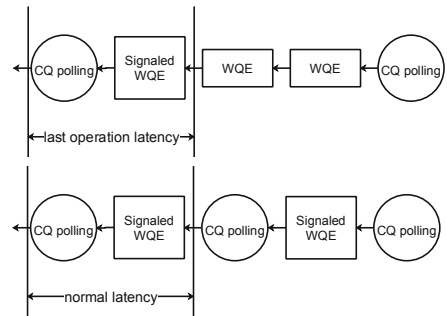 CQ polling
Signaled
WQE
WQE
WQE
CQ polling
last operation latency
CQ polling
Signaled
WQE
CQ polling
Signaled
WQE
CQ polling
normal latency